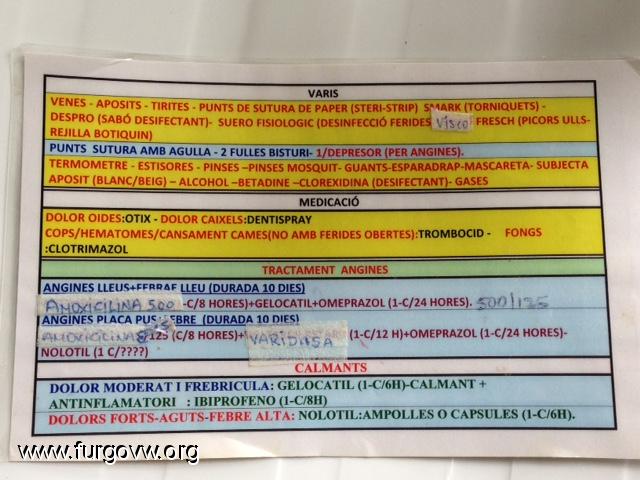 VARIS
VENES - APOSITS - TIRITES - PUNTS DE SUTURA DE PAPER (STERI-STRIP) SMARK (TORNIQUETS) -
DESPRO (SABÓ DESIFECTANT)- SUERO FISIOLOGIC (DESINFECCIÓ FERIDES Visco FRESCH (PICORS ULLS-
REJILLA BOTIQUIN)
PUNTS SUTURA AMB AGULLA - 2 FULLES BISTURI- 1/DEPRESOR (PER ANGINES).
TERMOMETRE - ESTISORES - PINSES –PINSES MOSQUIT- GUANTS-ESPARADRAP-MASCARETA- SUBJECTA
APOSIT (BLANC/BEIG) – ALCOHOL –BETADINE –CLOREXIDINA (DESIFECTANT)- GASES
MEDICACIÓ
DOLOR OIDES:OTIX - DOLOR CAIXELS:DENTISPRAY
COPS/HEMATOMES/CANSAMENT CAMES(NO AMB FERIDES OBERTES):TROMBOCID - FONGS
:CLOTRIMAZOL
TRACTAMENT ANGINES
ANGINES LLEUS+FEBRAE LLEU (DURADA 10 DIES)
AMOXICILINA 500 -C/8 HORES)+GELOCATIL+OMEPRAZOL (1-C/24 HORES). 500/125
ANGINES PLACA PUS+FEBRE (DURADA 10 DIES)
AMOXICILINA /125 (C/8 HORES)+ VARIDASA (1-C/12 H)+OMEPRAZOL (1-C/24 HORES)-
NOLOTIL (1 C/????)
CALMANTS
DOLOR MODERAT I FREBRICULA: GELOCATIL (1-C/6H)-CALMANT +
ANTINFLAMATORI : IBIPROFENO (1-C/8H)
DOLORS FORTS-AGUTS-FEBRE ALTA: NOLOTIL:AMPOLLES O CAPSULES (1-C/6H).
www.furgovw.org